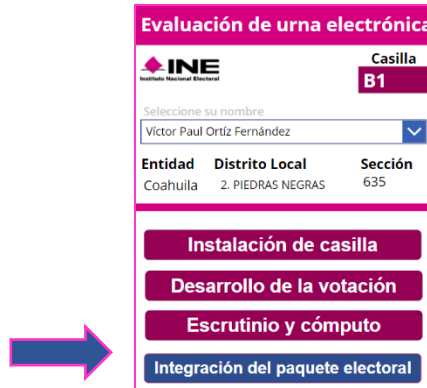 Evaluación de urna electrónica
INE
Instituto Nacional Electoral
Casilla
B1
Seleccione su nombre
Víctor Paul Ortíz Fernández
Entidad Distrito Local Sección
Coahuila 2. PIEDRAS NEGRAS 635
Instalación de casilla
Desarrollo de la votación
Escrutinio y cómputo
Integración del paquete electoral